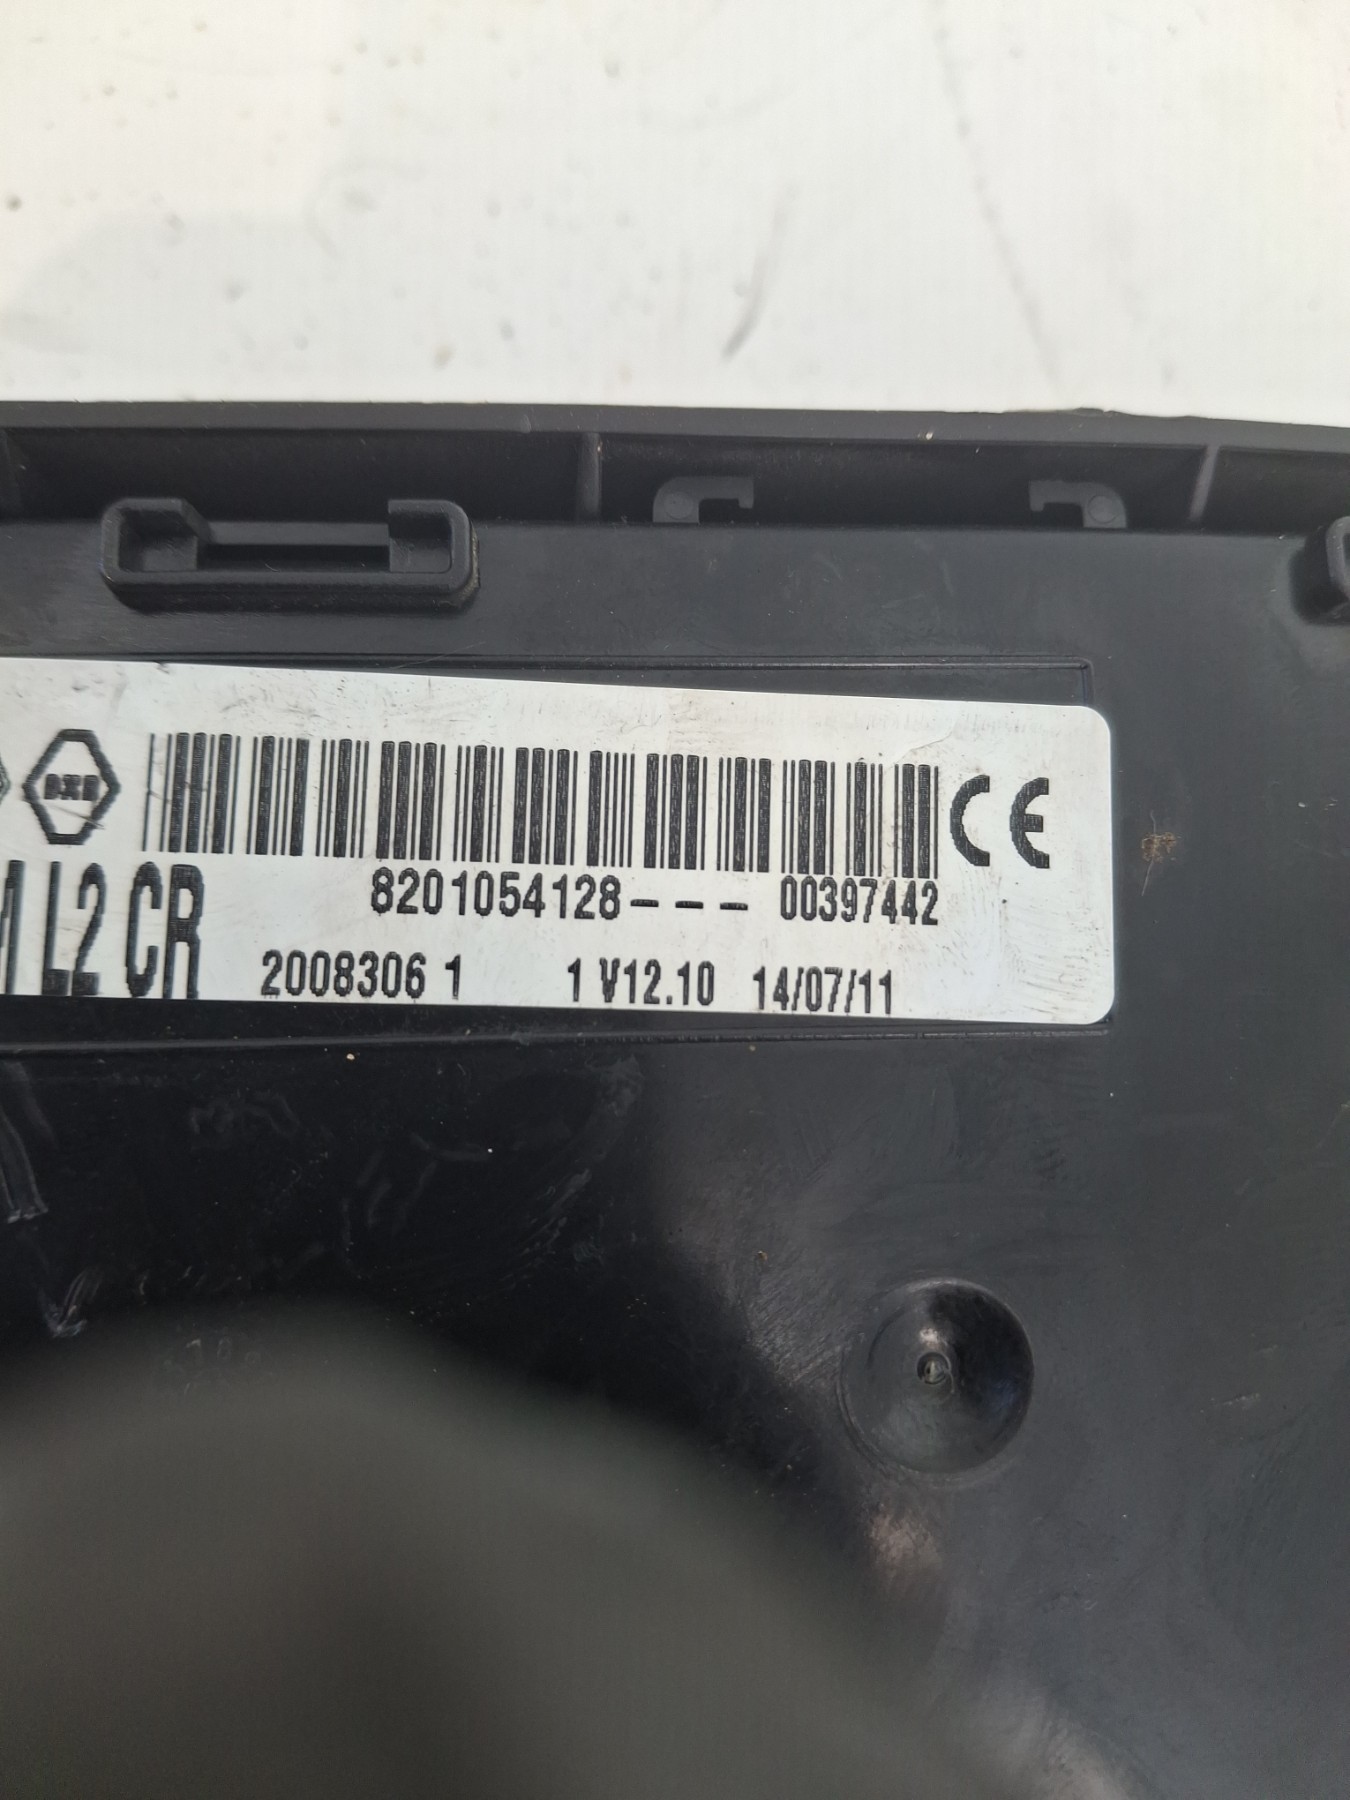 8201054128--- 00397442 CE
L2 CR
2008306 1 1 V12.10 14/07/11